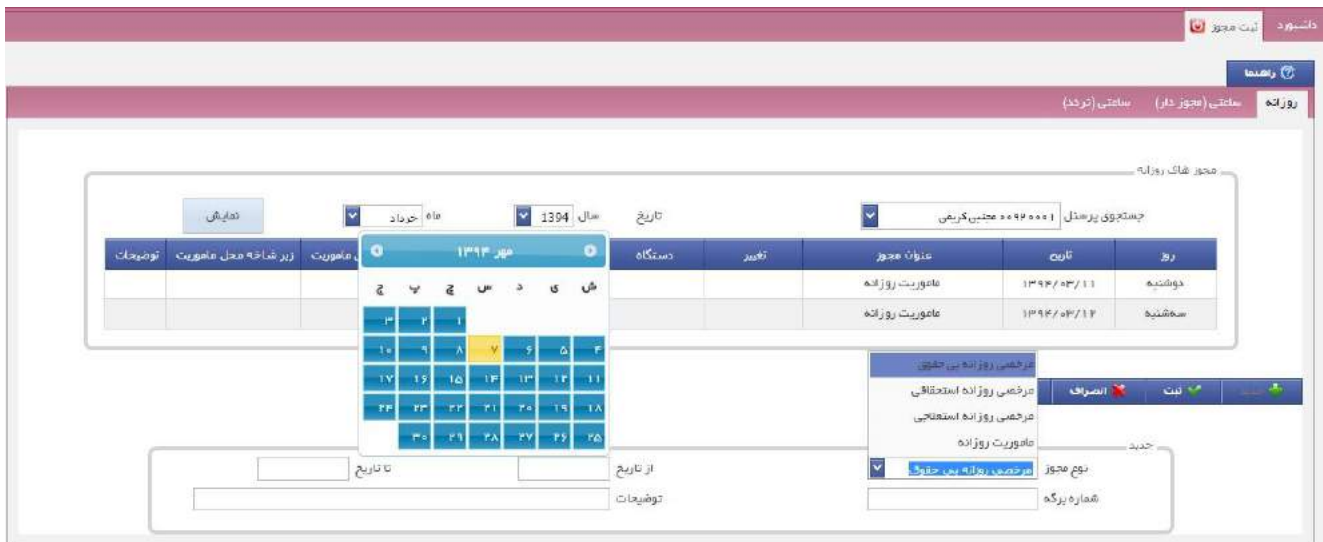 داشبورد ثبت مجوز
راهنما
روزانه ساعتی (مجوز دار) ساعتی (تردد)
مجوز های روزانه
جستجوی پرسنل ۰۰۹۲۰۰۰۱ مجتبی کریمی تاریخ سال 1394 ماه خرداد نمایش
روز تاریخ عنوان مجوز تغییر دستگاه ماموریت زیر شاخه محل ماموریت توضیحات
دوشنبه ۱۳۹۴/۰۳/۱۱ ماموریت روزانه
سه‌شنبه ۱۳۹۴/۰۳/۱۲ ماموریت روزانه
مهر ۱۳۹۴
ش ی د س چ پ ج
۱ ۲ ۳
۴ ۵ ۶ ۷ ۸ ۹ ۱۰
۱۱ ۱۲ ۱۳ ۱۴ ۱۵ ۱۶ ۱۷
۱۸ ۱۹ ۲۰ ۲۱ ۲۲ ۲۳ ۲۴
۲۵ ۲۶ ۲۷ ۲۸ ۲۹ ۳۰
ثبت انصراف
مرخصی روزانه بی حقوق
مرخصی روزانه استحقاقی
مرخصی روزانه استعلاجی
ماموریت روزانه
جدید
نوع مجوز مرخصی روزانه بی حقوق از تاریخ تا تاریخ
شماره برگه توضیحات